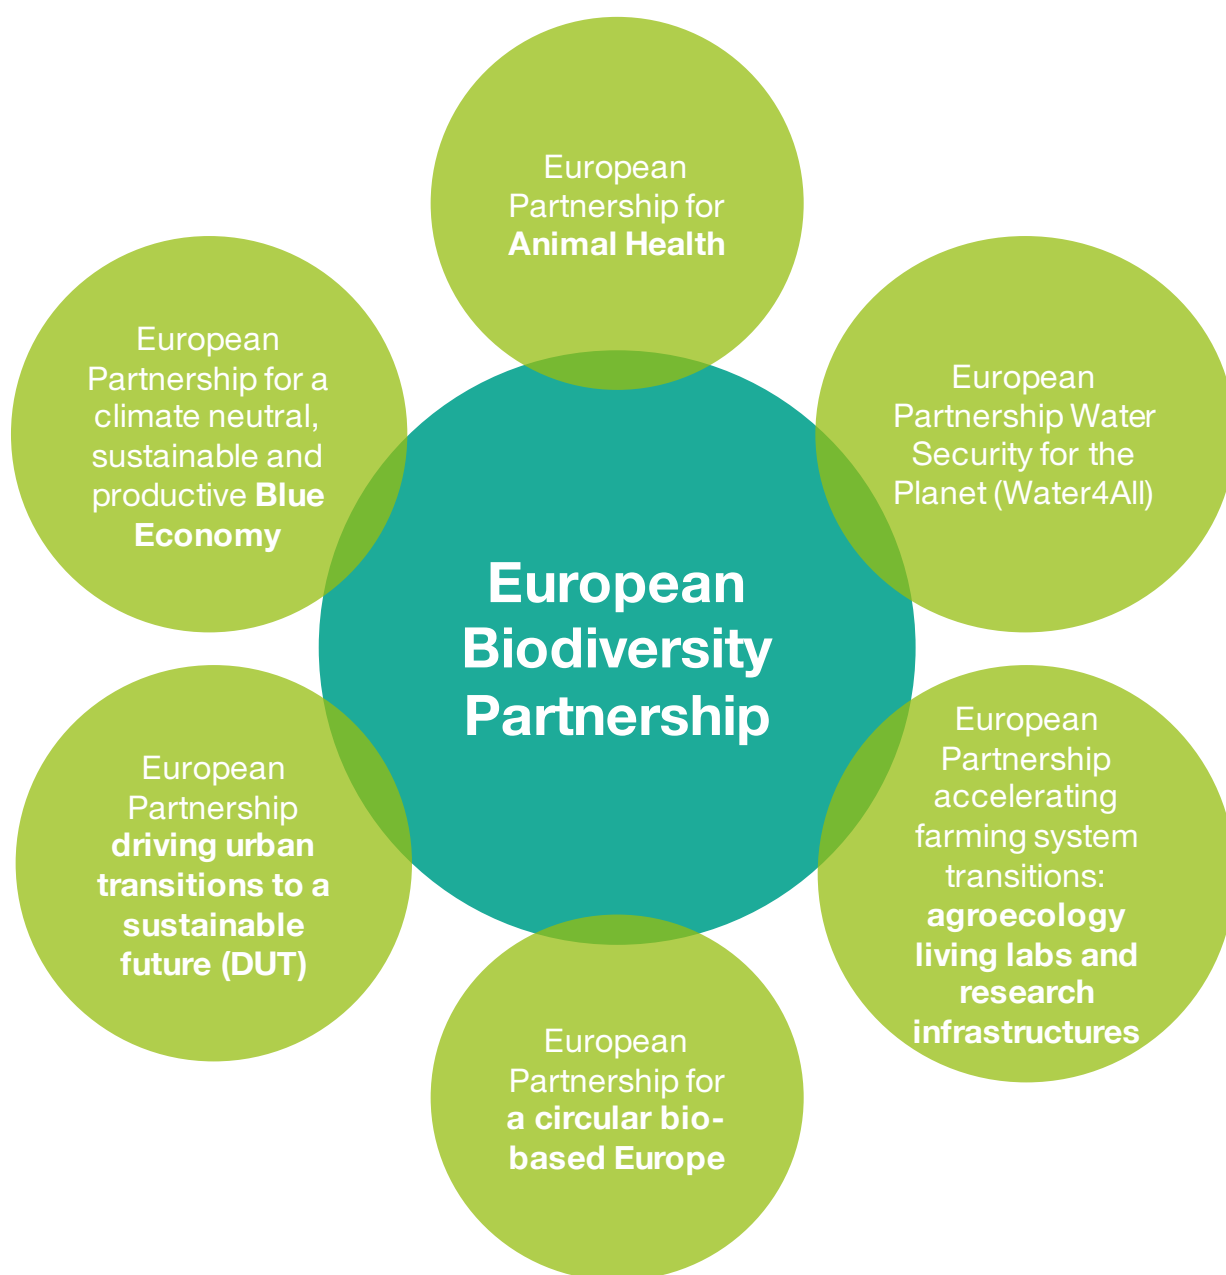 European
Partnership for
Animal Health
European
Partnership for a
climate neutral,
sustainable and
productive Blue
Economy
European
Partnership Water
Security for the
Planet (Water4All)
European
Biodiversity
Partnership
European
Partnership
driving urban
transitions to a
sustainable
future (DUT)
European
Partnership
accelerating
farming system
transitions:
agroecology
living labs and
research
infrastructures
European
Partnership for
a circular bio-
based Europe